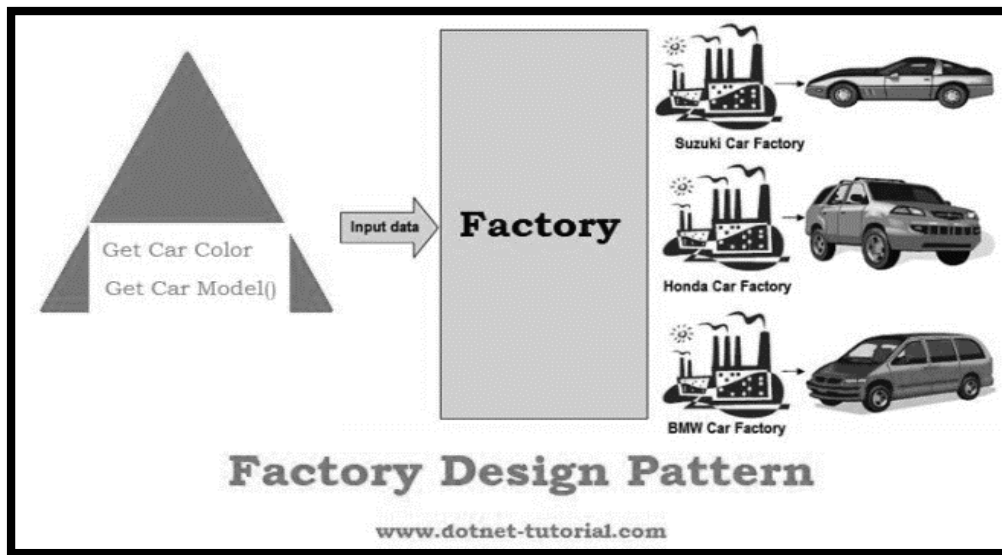 Get Car Color
Get Car Model()
Input data
Factory
Suzuki Car Factory
Honda Car Factory
BMW Car Factory
Factory Design Pattern
www.dotnet-tutorial.com